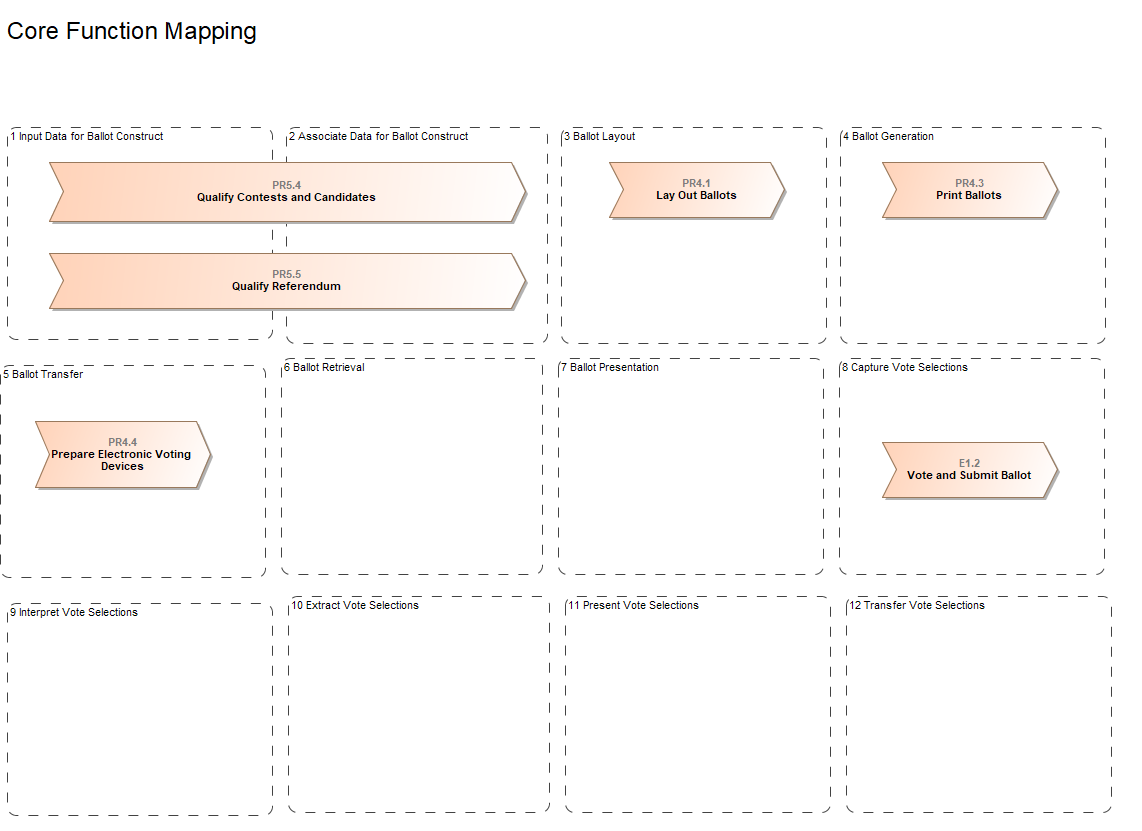 Core Function Mapping
1 Input Data for Ballot Construct
2 Associate Data for Ballot Construct
3 Ballot Layout
4 Ballot Generation
PR5.4
Qualify Contests and Candidates
PR4.1
Lay Out Ballots
PR4.3
Print Ballots
PR5.5
Qualify Referendum
5 Ballot Transfer
6 Ballot Retrieval
7 Ballot Presentation
8 Capture Vote Selections
PR4.4
Prepare Electronic Voting
Devices
E1.2
Vote and Submit Ballot
9 Interpret Vote Selections
10 Extract Vote Selections
11 Present Vote Selections
12 Transfer Vote Selections